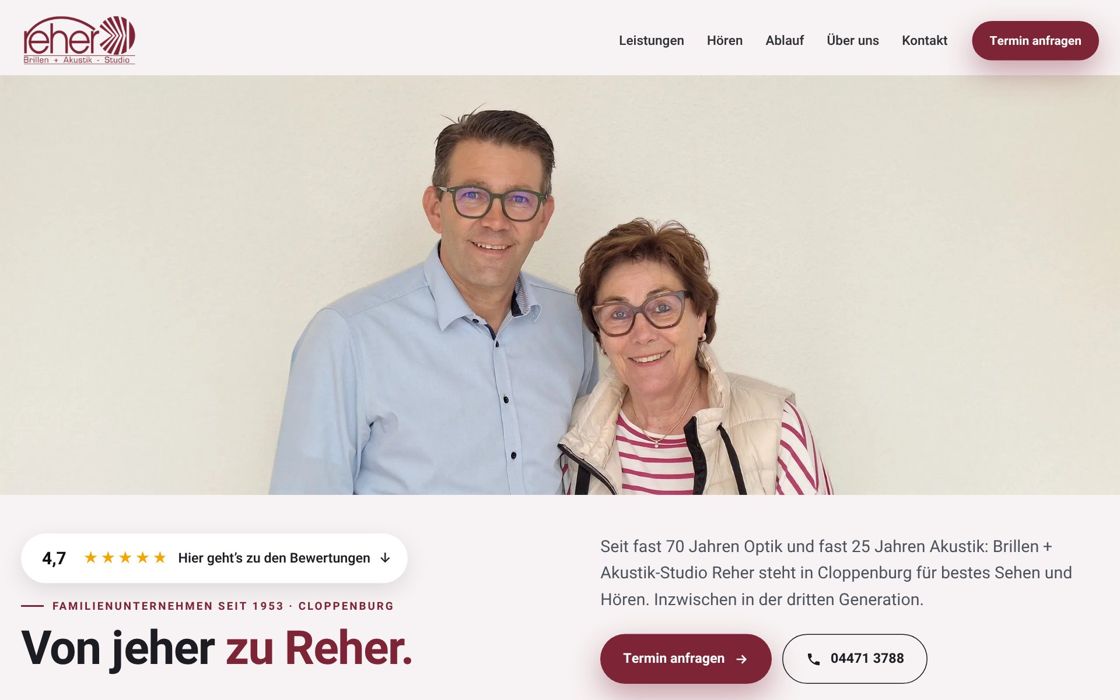 reher
Brillen + Akustik - Studio
Leistungen
Hören
Ablauf
Über uns
Kontakt
Termin anfragen
4,7 ★★★★★ Hier geht’s zu den Bewertungen ↓
FAMILIENUNTERNEHMEN SEIT 1953 · CLOPPENBURG
Von jeher zu Reher.
Seit fast 70 Jahren Optik und fast 25 Jahren Akustik: Brillen +
Akustik-Studio Reher steht in Cloppenburg für bestes Sehen und
Hören. Inzwischen in der dritten Generation.
Termin anfragen →
04471 3788